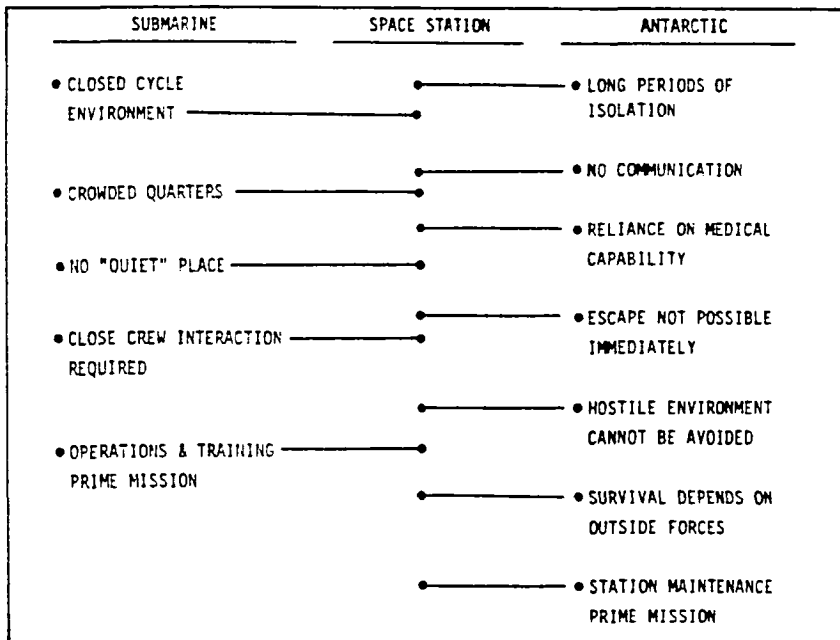 SUBMARINE
SPACE STATION
ANTARCTIC
• CLOSED CYCLE
ENVIRONMENT
• CROWDED QUARTERS
• NO "QUIET" PLACE
• CLOSE CREW INTERACTION
REQUIRED
• OPERATIONS & TRAINING
PRIME MISSION
• LONG PERIODS OF
ISOLATION
• NO COMMUNICATION
• RELIANCE ON MEDICAL
CAPABILITY
• ESCAPE NOT POSSIBLE
IMMEDIATELY
• HOSTILE ENVIRONMENT
CANNOT BE AVOIDED
• SURVIVAL DEPENDS ON
OUTSIDE FORCES
• STATION MAINTENANCE
PRIME MISSION